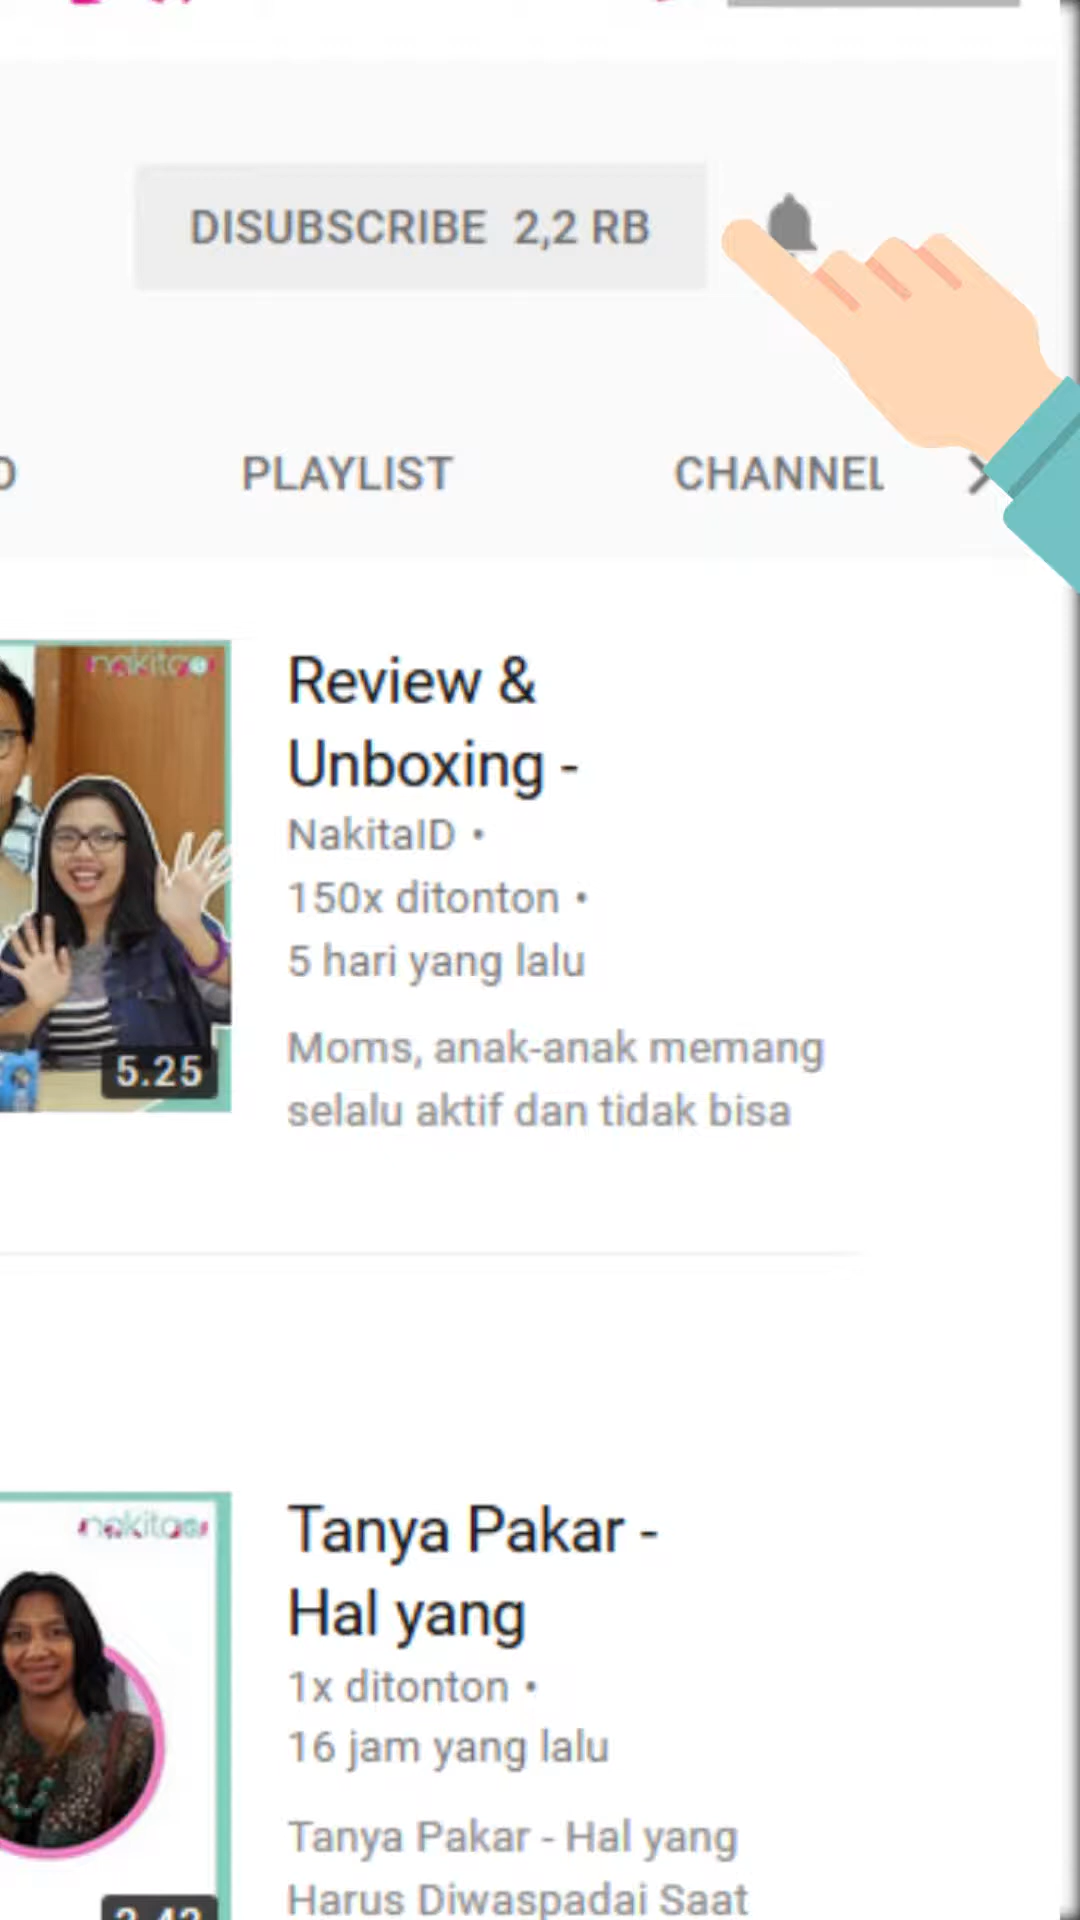 DISUBSCRIBE 2,2 RB
PLAYLIST
CHANNEL
nakita
Review &
Unboxing -
NakitaID •
150x ditonton •
5 hari yang lalu
Moms, anak-anak memang
selalu aktif dan tidak bisa
5.25
nakita
Tanya Pakar -
Hal yang
1x ditonton •
16 jam yang lalu
Tanya Pakar - Hal yang
Harus Diwaspadai Saat